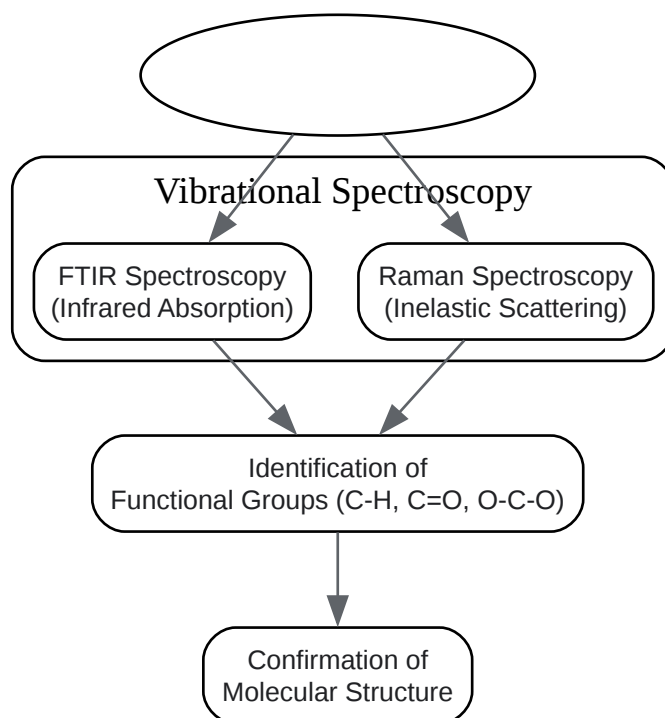 Vibrational Spectroscopy
FTIR Spectroscopy
(Infrared Absorption)
Raman Spectroscopy
(Inelastic Scattering)
Identification of
Functional Groups (C-H, C=O, O-C-O)
Confirmation of
Molecular Structure